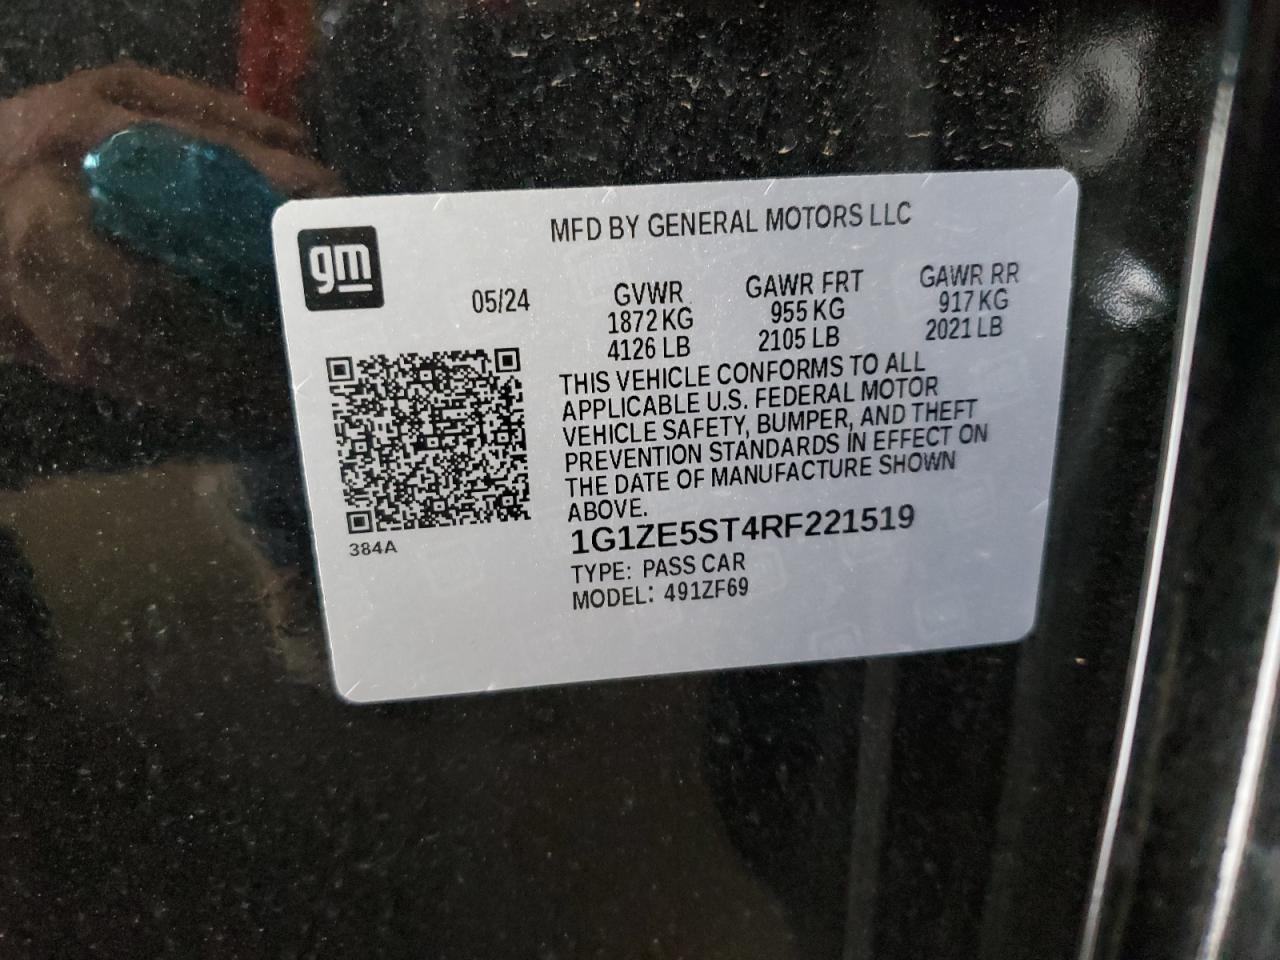 gm
MFD BY GENERAL MOTORS LLC
05/24
GVWR
1872 KG
4126 LB
GAWR FRT
955 KG
2105 LB
GAWR RR
917 KG
2021 LB
THIS VEHICLE CONFORMS TO ALL
APPLICABLE U.S. FEDERAL MOTOR
VEHICLE SAFETY, BUMPER, AND THEFT
PREVENTION STANDARDS IN EFFECT ON
THE DATE OF MANUFACTURE SHOWN
ABOVE.
384A
1G1ZE5ST4RF221519
TYPE: PASS CAR
MODEL: 491ZF69